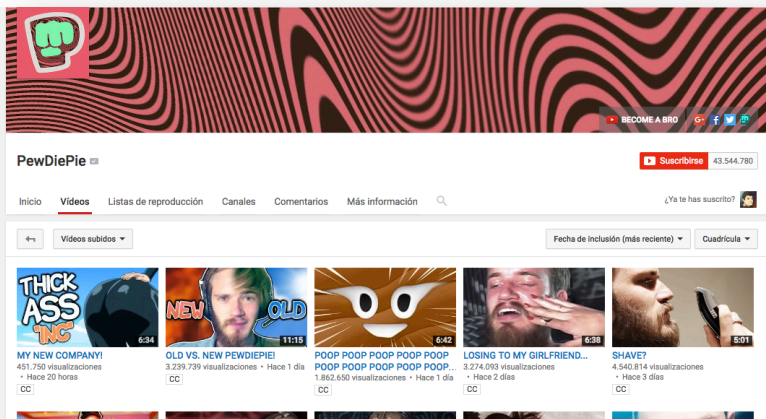 BECOME A BRO
PewDiePie
Suscribirse 43.544.780
Inicio Vídeos Listas de reproducción Canales Comentarios Más información
¿Ya te has suscrito?
Vídeos subidos
Fecha de inclusión (más reciente) Cuadrícula
THICK
ASS
"INC"
6:34
NEW OLD
11:15
6:42
6:38
5:01
MY NEW COMPANY!
451.750 visualizaciones
• Hace 20 horas
CC
OLD VS. NEW PEWDIEPIE!
3.239.739 visualizaciones • Hace 1 día
CC
POOP POOP POOP POOP POOP
POOP POOP POOP POOP POOP...
1.862.650 visualizaciones • Hace 1 día
CC
LOSING TO MY GIRLFRIEND...
3.274.093 visualizaciones
• Hace 2 días
CC
SHAVE?
4.540.814 visualizaciones
• Hace 3 días
CC